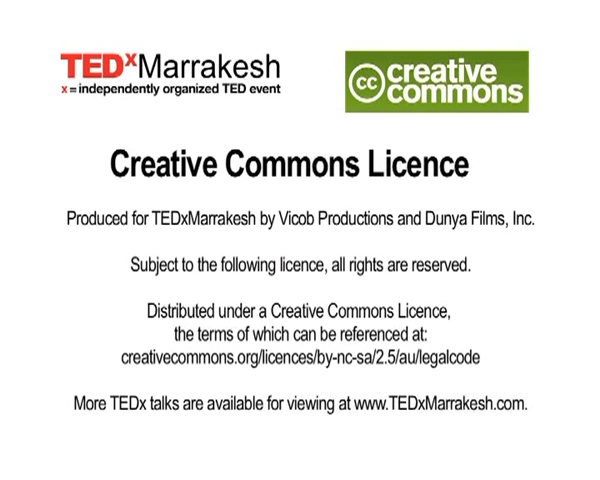 TEDxMarrakesh
x = independently organized TED event
cc creative commons
Creative Commons Licence
Produced for TEDxMarrakesh by Vicob Productions and Dunya Films, Inc.
Subject to the following licence, all rights are reserved.
Distributed under a Creative Commons Licence,
the terms of which can be referenced at:
creativecommons.org/licences/by-nc-sa/2.5/au/legalcode
More TEDx talks are available for viewing at www.TEDxMarrakesh.com.